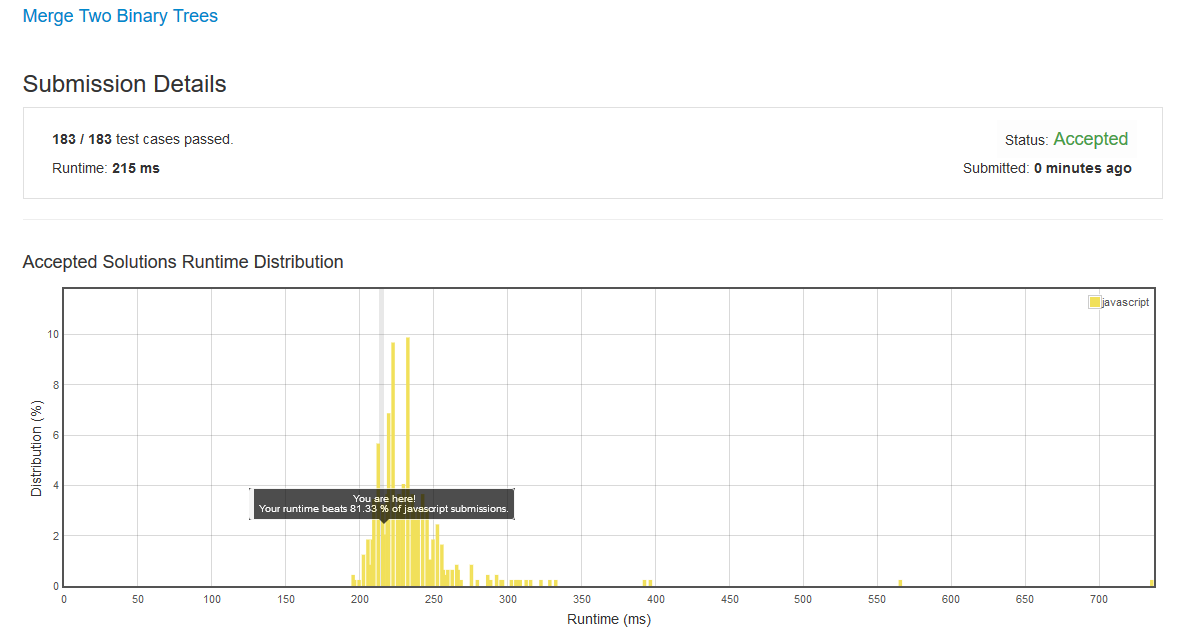 Merge Two Binary Trees
Submission Details
183 / 183 test cases passed.
Status: Accepted
Runtime: 215 ms
Submitted: 0 minutes ago
Accepted Solutions Runtime Distribution
javascript
10
8
6
4
2
0
Distribution (%)
You are here!
Your runtime beats 81.33 % of javascript submissions.
0 50 100 150 200 250 300 350 400 450 500 550 600 650 700
Runtime (ms)